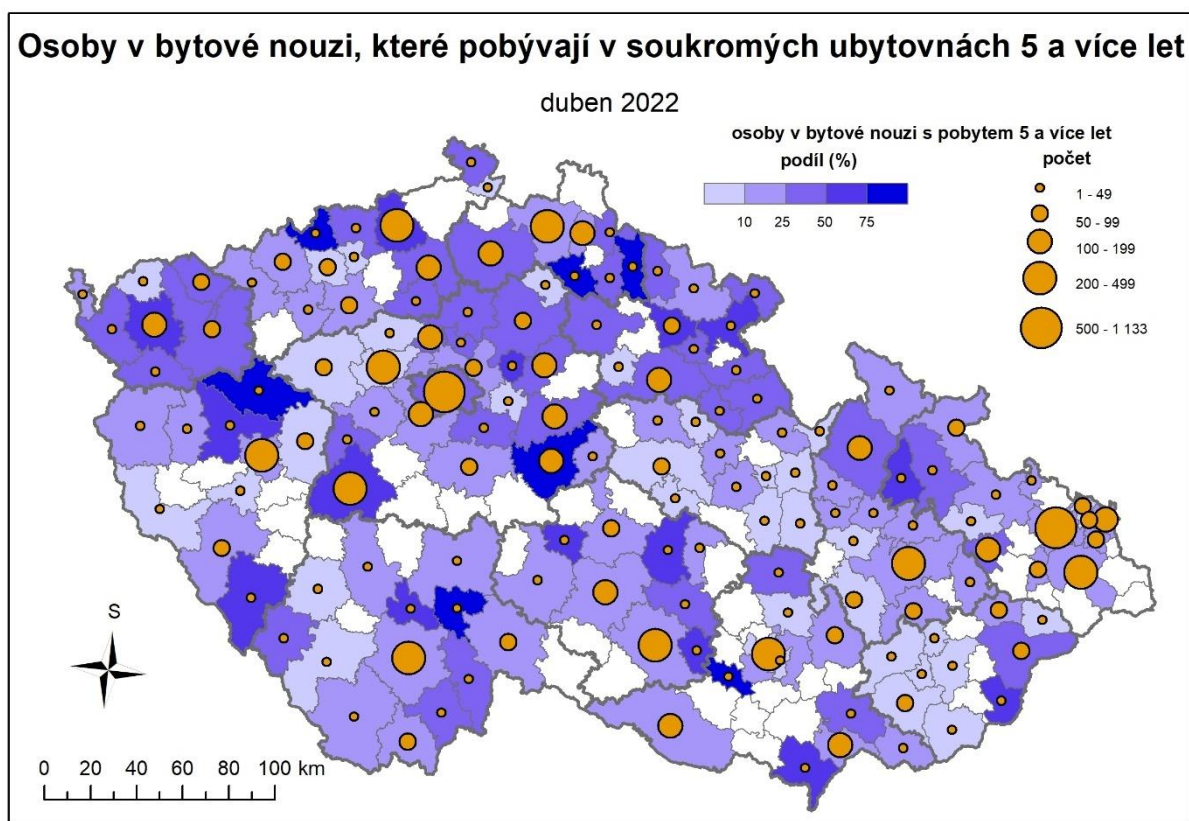 Osoby v bytové nouzi, které pobývají v soukromých ubytovnách 5 a více let
duben 2022
osoby v bytové nouzi s pobytem 5 a více let
podíl (%)
počet
10 25 50 75
1 - 49
50 - 99
100 - 199
200 - 499
500 - 1 133
S
0 20 40 60 80 100 km